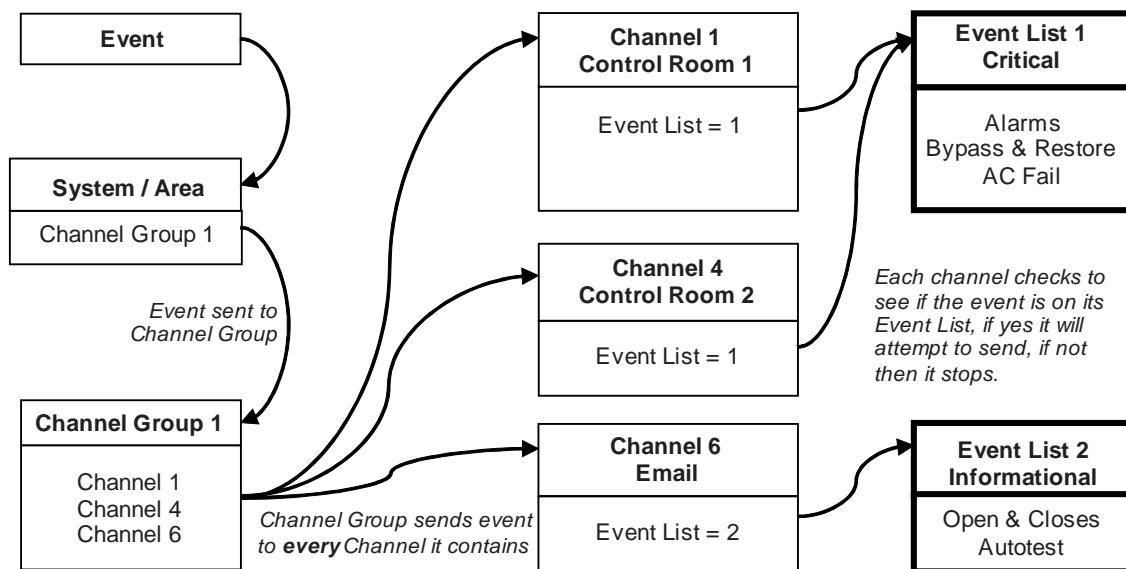 Event
System / Area
Channel Group 1
Event sent to
Channel Group
Channel Group 1
Channel 1
Channel 4
Channel 6
Channel Group sends event
to every Channel it contains
Channel 1
Control Room 1
Event List = 1
Channel 4
Control Room 2
Event List = 1
Channel 6
Email
Event List = 2
Event List 1
Critical
Alarms
Bypass & Restore
AC Fail
Each channel checks to
see if the event is on its
Event List, if yes it will
attempt to send, if not
then it stops.
Event List 2
Informational
Open & Closes
Autotest